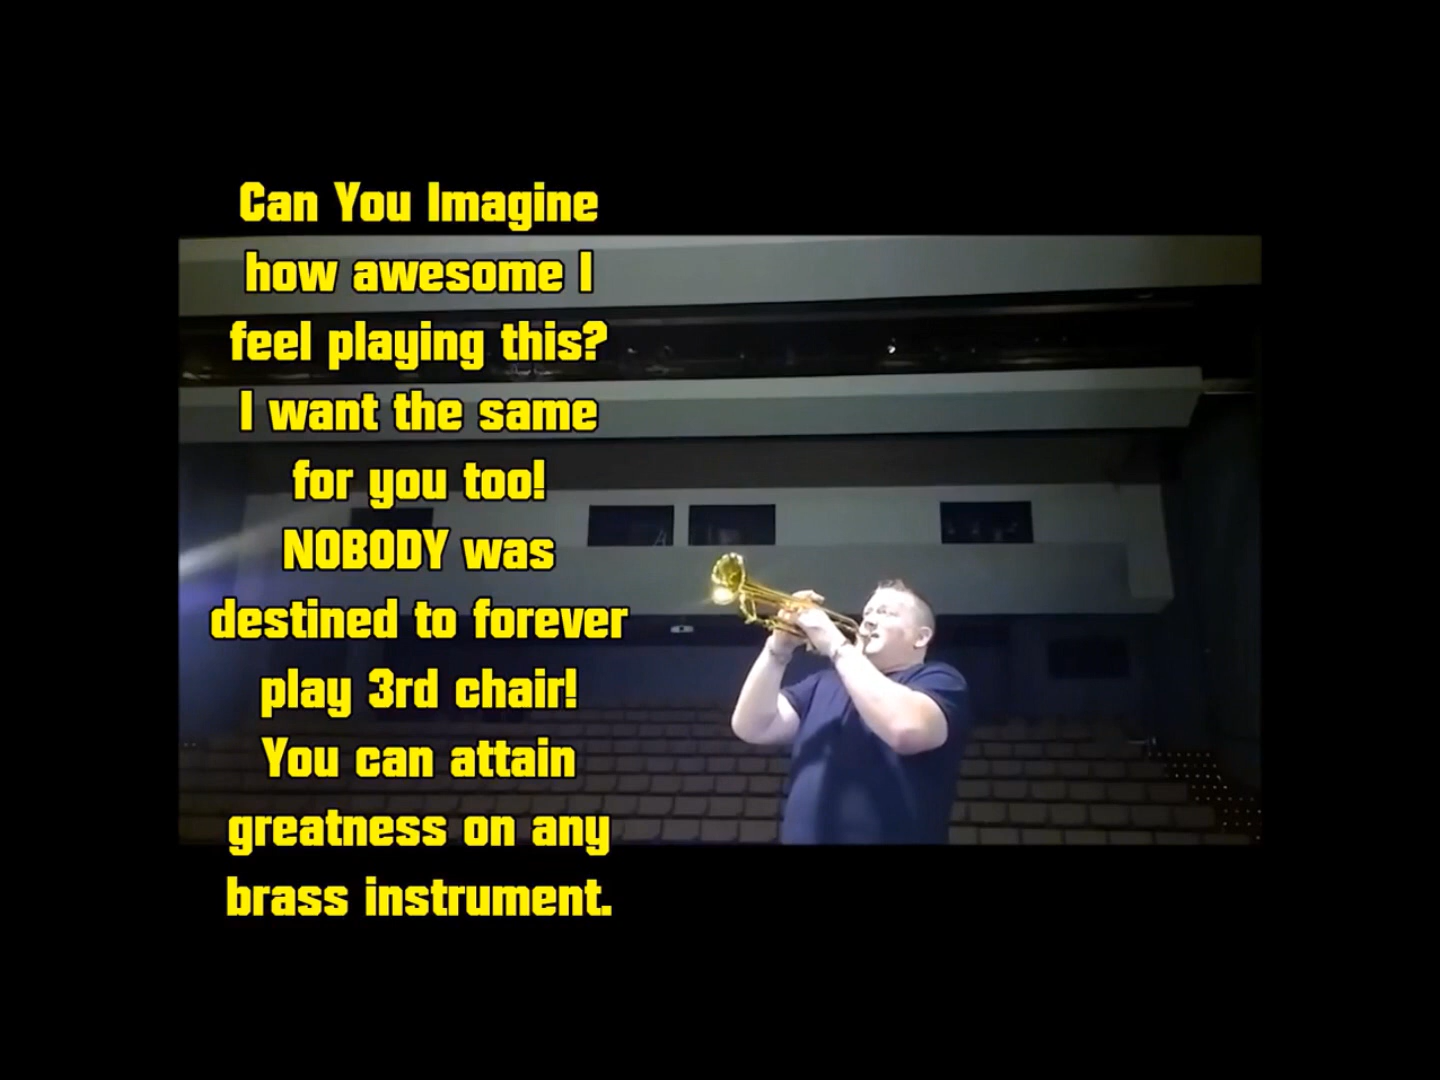 Can You Imagine
how awesome I
feel playing this?
I want the same
for you too!
NOBODY was
destined to forever
play 3rd chair!
You can attain
greatness on any
brass instrument.